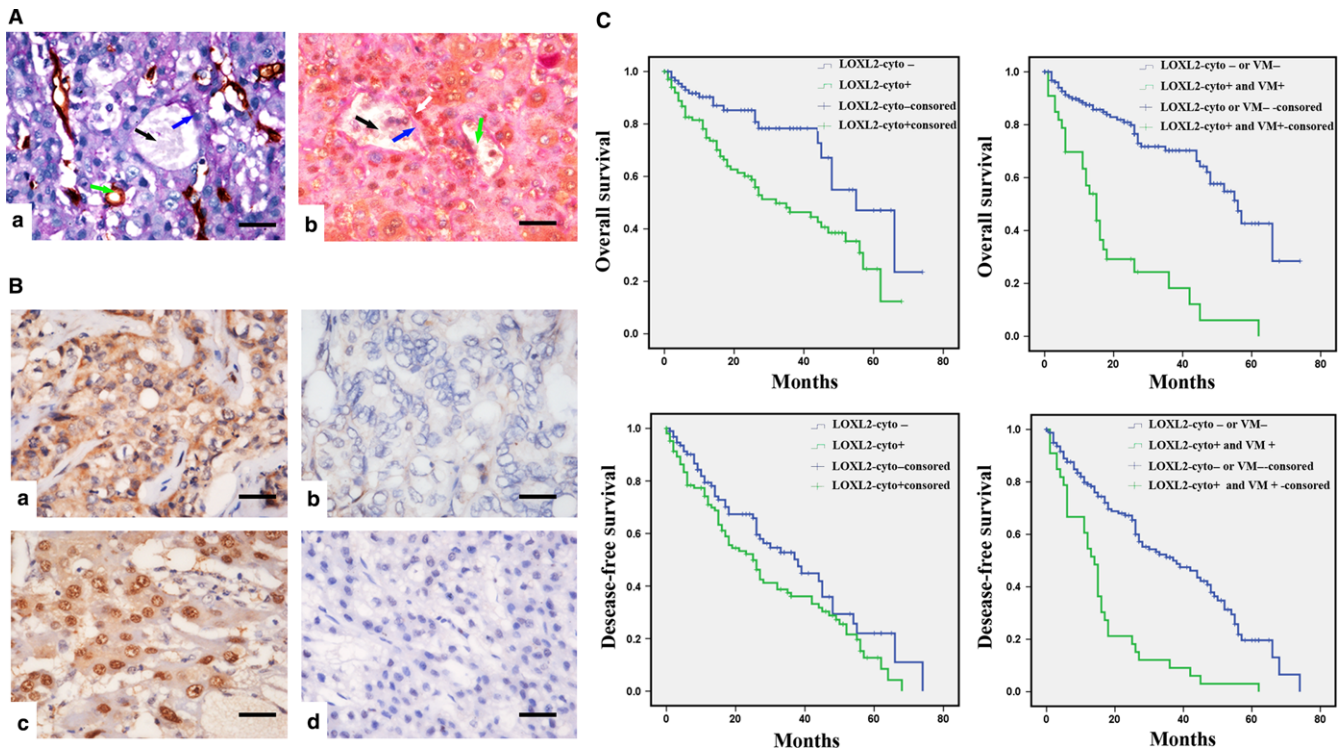 A
a
b
B
a
b
c
d
C
Overall survival
1.0
0.8
0.6
0.4
0.2
0.0
0
20
40
60
80
Months
LOXL2-cyto –
LOXL2-cyto+
LOXL2-cyto–consored
LOXL2-cyto+consored
Overall survival
1.0
0.8
0.6
0.4
0.2
0.0
0
20
40
60
80
Months
LOXL2-cyto – or VM–
LOXL2-cyto+ and VM+
LOXL2-cyto or VM– -consored
LOXL2-cyto+ and VM+-consored
Desease-free survival
1.0
0.8
0.6
0.4
0.2
0.0
0
20
40
60
80
Months
LOXL2-cyto –
LOXL2-cyto+
LOXL2-cyto–consored
LOXL2-cyto+consored
Desease-free survival
1.0
0.8
0.6
0.4
0.2
0.0
0
20
40
60
80
Months
LOXL2-cyto – or VM–
LOXL2-cyto+ and VM +
LOXL2-cyto– or VM–-consored
LOXL2-cyto+ and VM + -consored